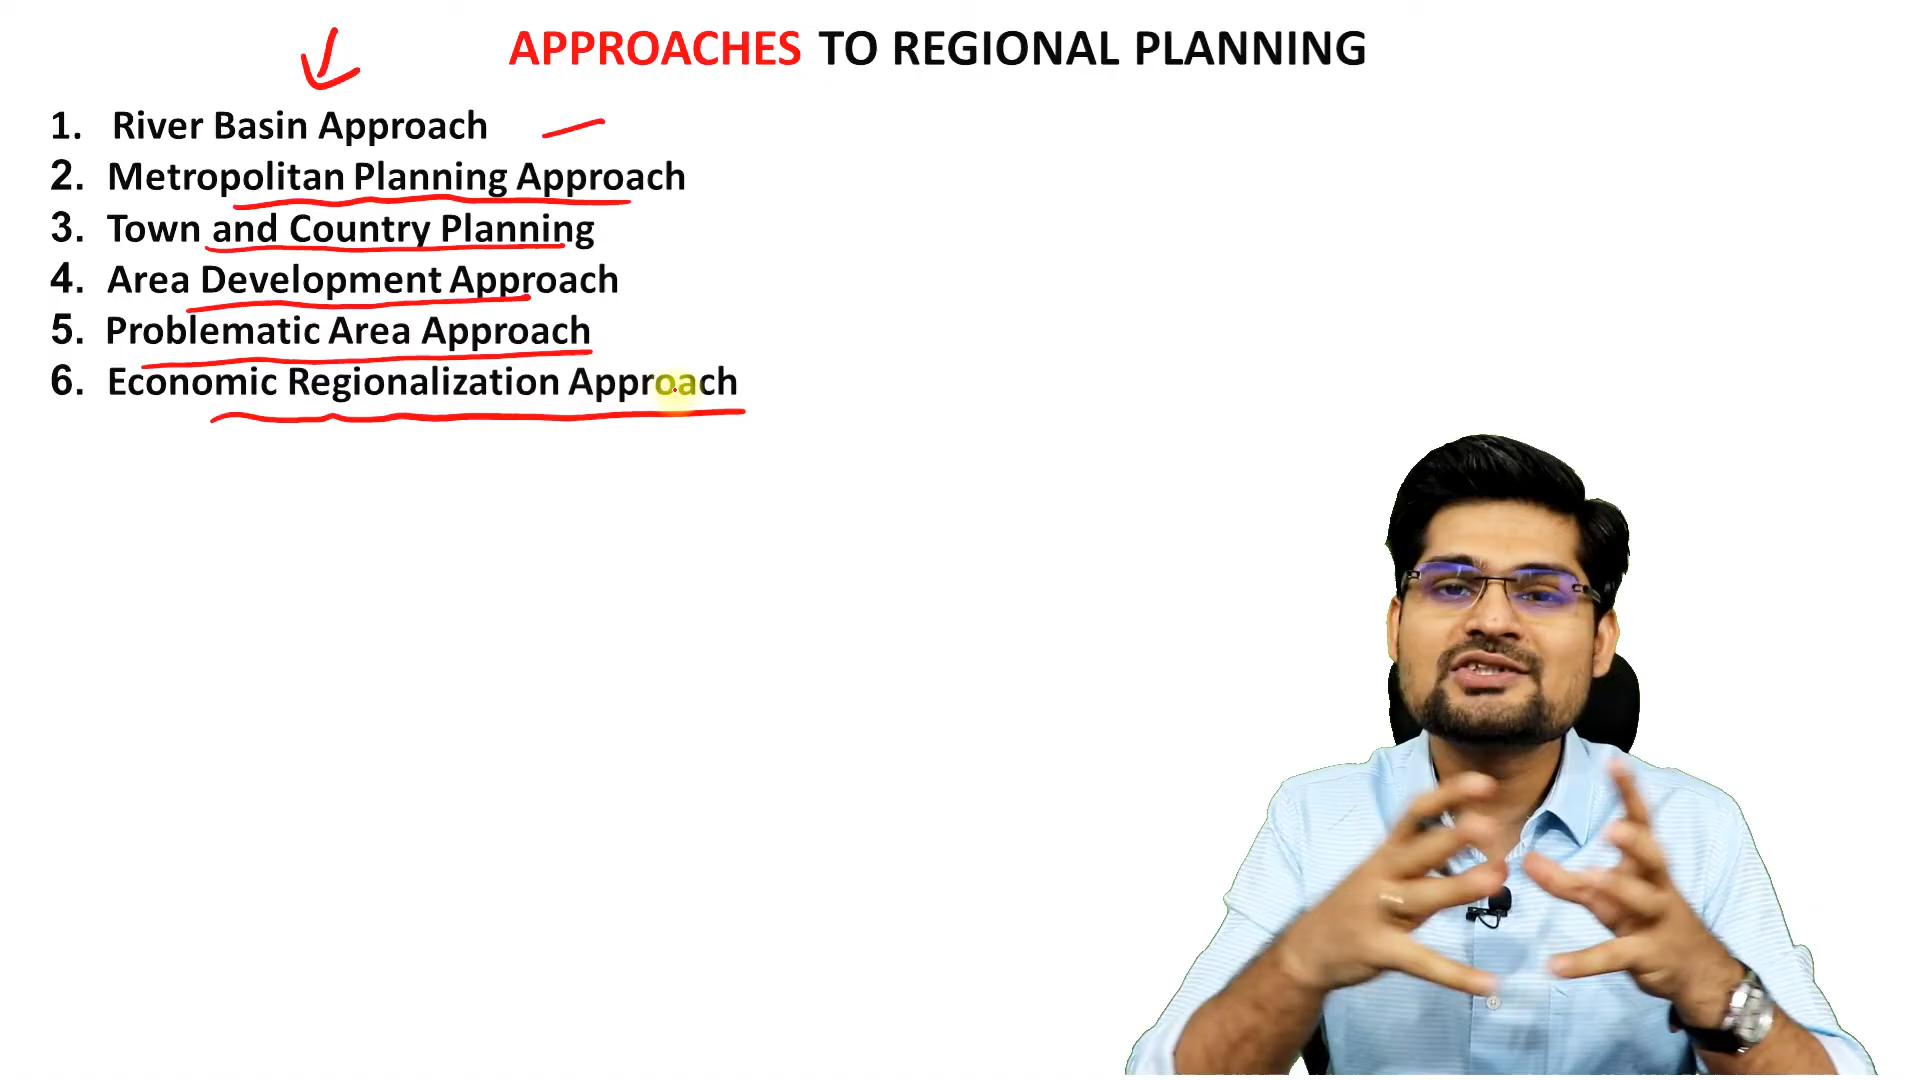 APPROACHES TO REGIONAL PLANNING
1. River Basin Approach
2. Metropolitan Planning Approach
3. Town and Country Planning
4. Area Development Approach
5. Problematic Area Approach
6. Economic Regionalization Approach